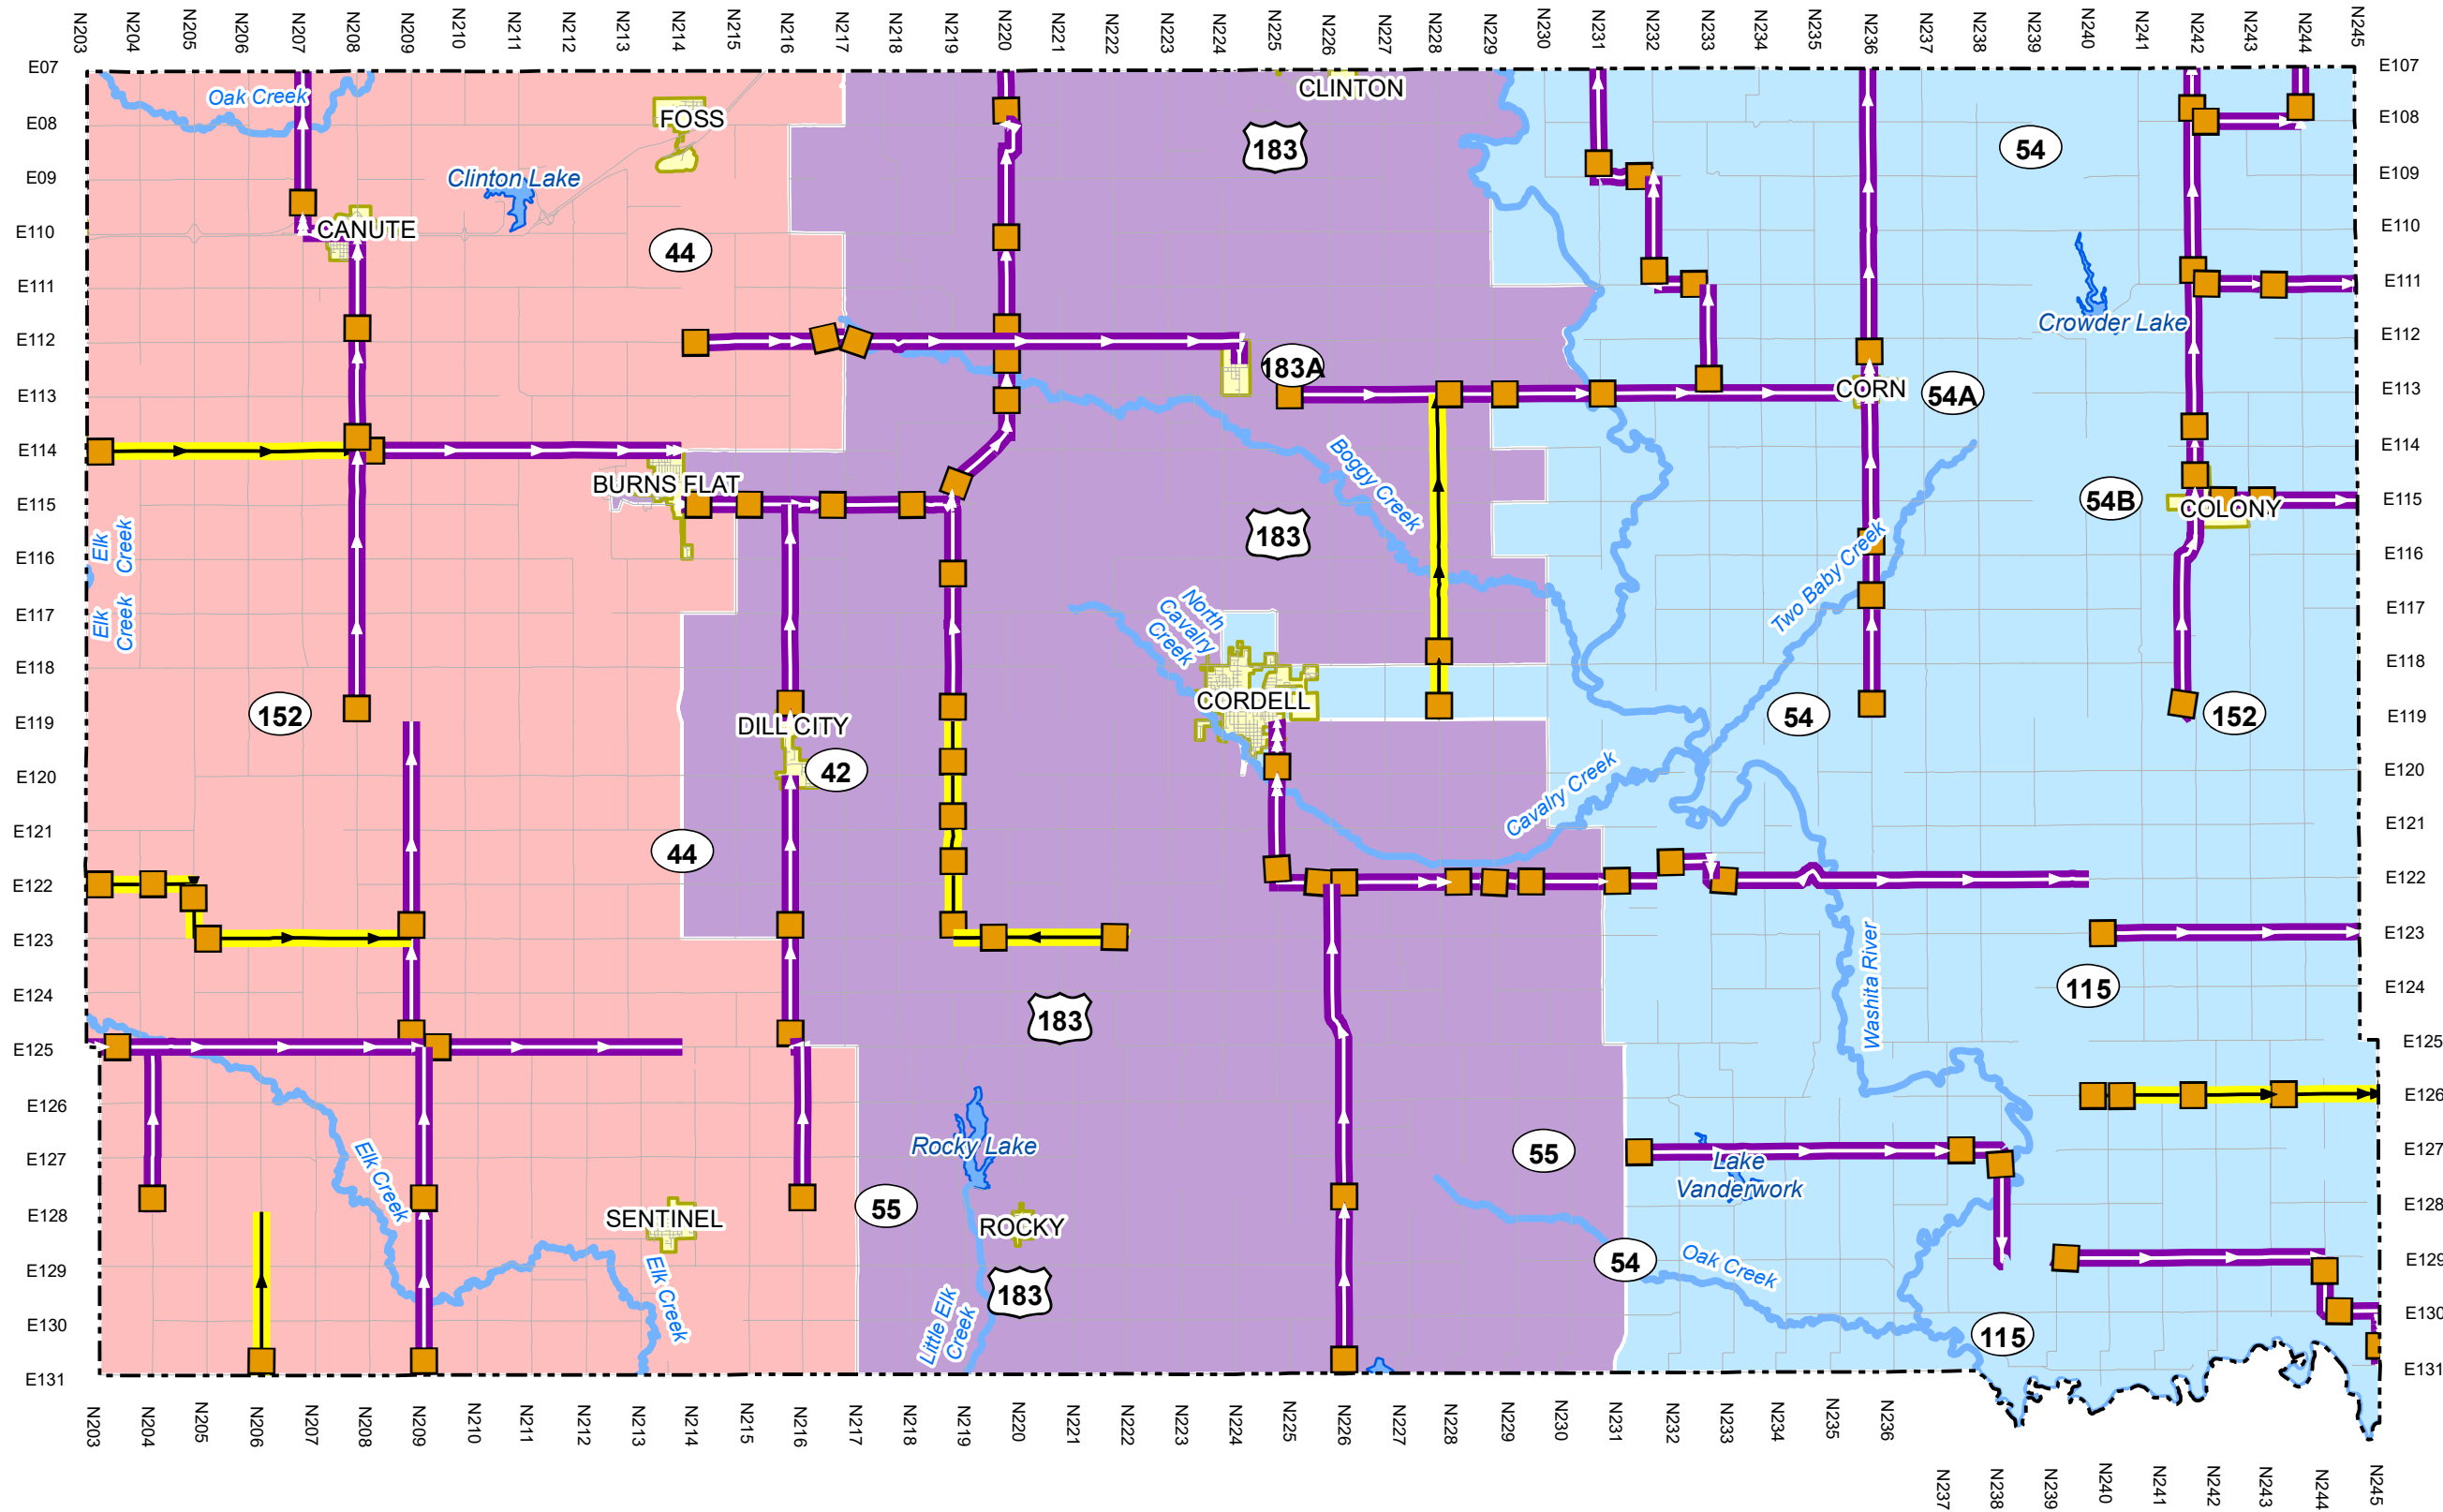 N203 N204 N205 N206 N207 N208 N209 N210 N211 N212 N213 N214 N215 N216 N217 N218 N219 N220 N221 N222 N223 N224 N225 N226 N227 N228 N229 N230 N231 N232 N233 N234 N235 N236 N237 N238 N239 N240 N241 N242 N243 N244 N245
E07 E107
CLINTON
Oak Creek
FOSS
E08 E108
183 54
E09 E109
Clinton Lake
CANUTE
E110 E110
44
E111 E111
Crowder Lake
E112 E112
183A
E113 CORN 54A E113
E114 E114
Boggy Creek
BURNS FLAT
E115 54B COLONY E115
183
Elk
Creek
E116 E116
Two Baby Creek
Elk
Creek
E117 E117
North
Cavalry
Creek
E118 E118
CORDELL
152 54 152
E119 E119
DILL CITY
42
E120 E120
Cavalry Creek
E121 E121
44
E122 E122
E123 E123
Washita River
E124 115 E124
183
E125 E125
E126 E126
Rocky Lake
55
E127 E127
Lake
Vanderwork
Elk Creek
55
E128 SENTINEL ROCKY E128
54
Oak Creek
E129 E129
Elk Creek
183
Little Elk
Creek
E130 E130
115
E131 E131
N203 N204 N205 N206 N207 N208 N209 N210 N211 N212 N213 N214 N215 N216 N217 N218 N219 N220 N221 N222 N223 N224 N225 N226 N227 N228 N229 N230 N231 N232 N233 N234 N235 N236
N237 N238 N239 N240 N241 N242 N243 N244 N245